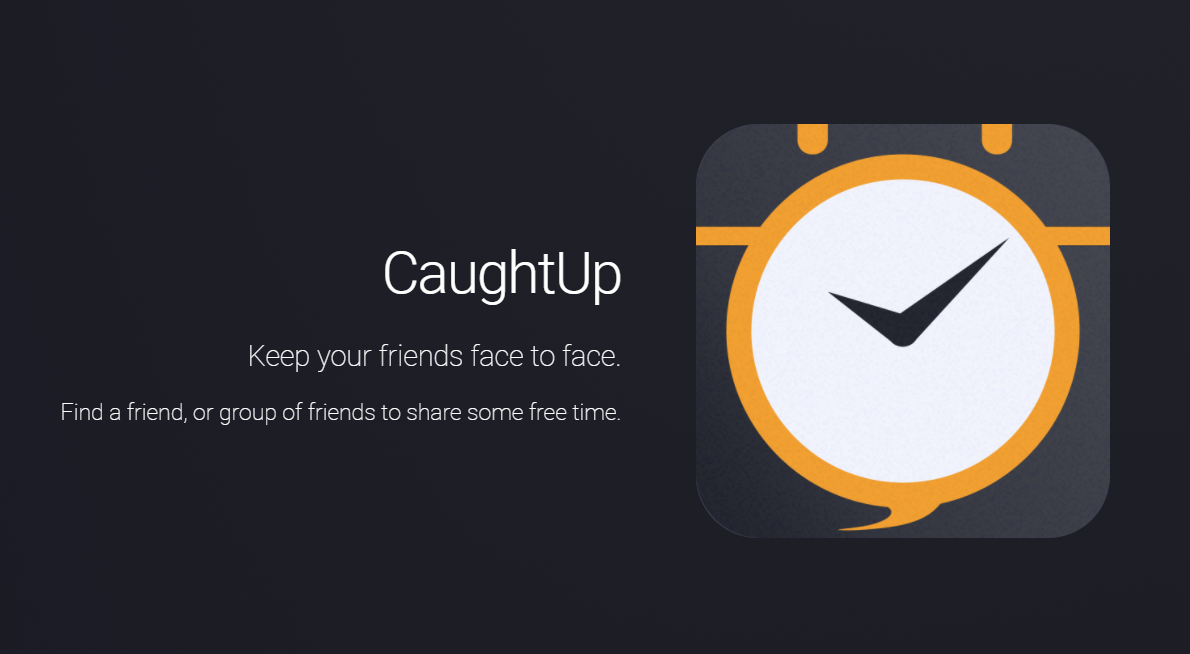 CaughtUp
Keep your friends face to face.
Find a friend, or group of friends to share some free time.